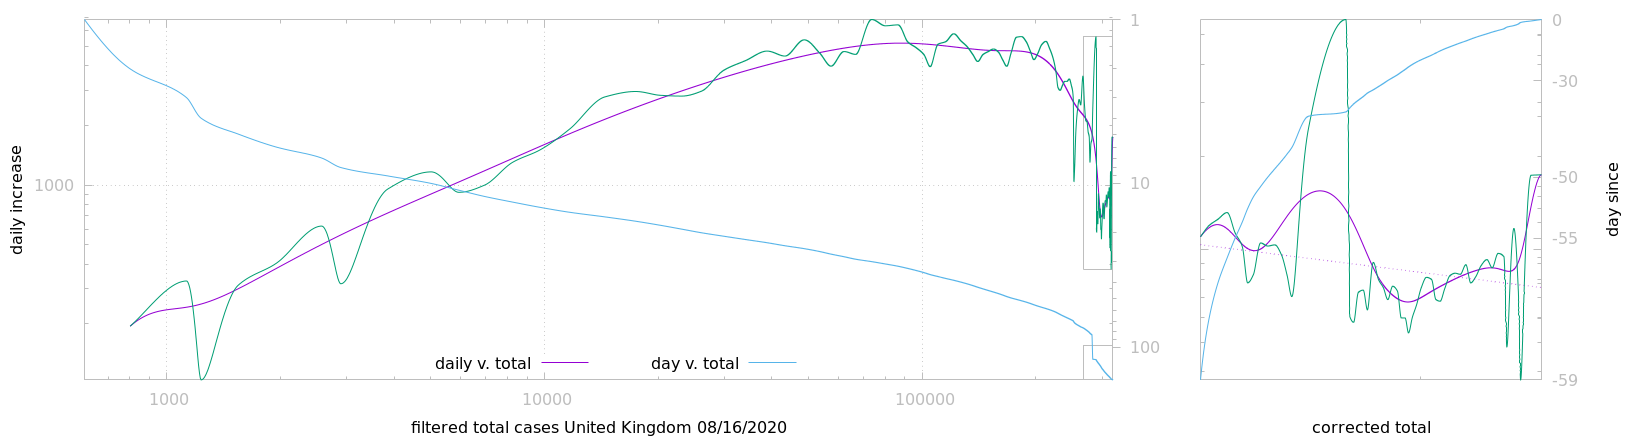 1
0
-30
10
-50
1000
-55
100
-59
daily increase
day since
daily v. total
day v. total
1000
10000
100000
filtered total cases United Kingdom 08/16/2020
corrected total